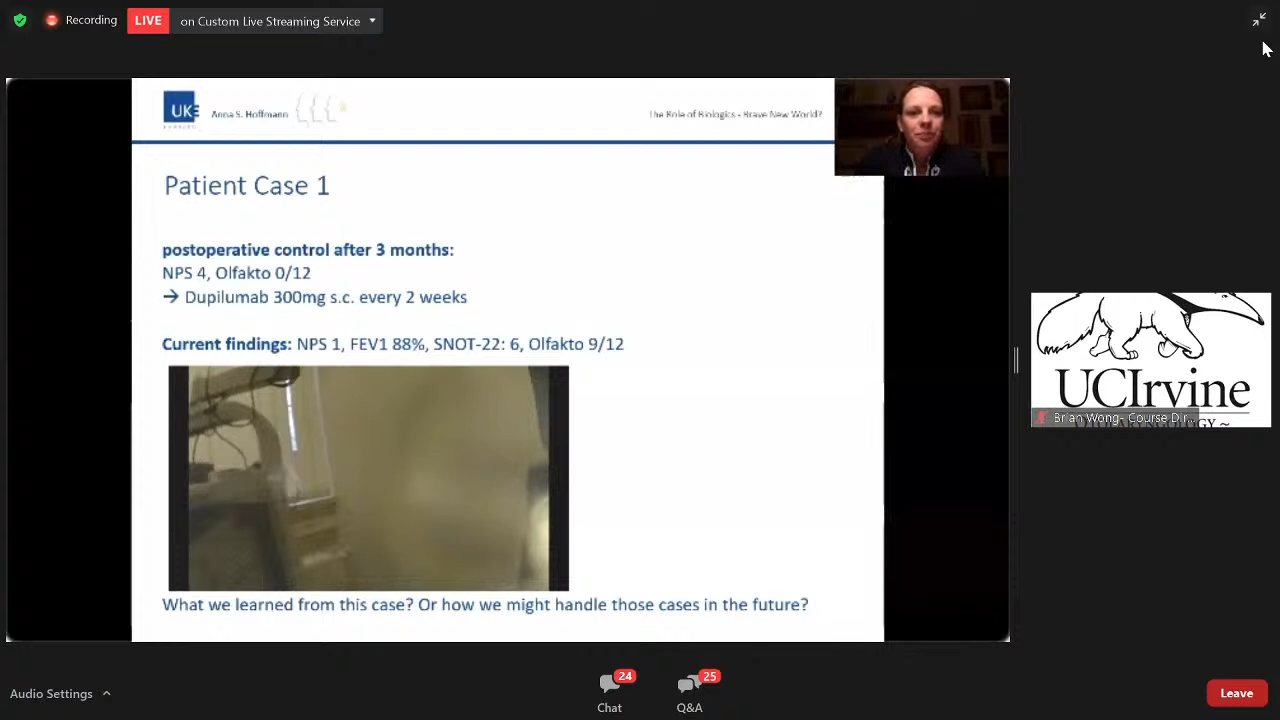 Recording
LIVE
on Custom Live Streaming Service
UKE
HAMBURG
Anna S. Hoffmann
The Role of Biologics - Brave New World?
Patient Case 1
postoperative control after 3 months:
NPS 4, Olfakto 0/12
→ Dupilumab 300mg s.c. every 2 weeks
Current findings: NPS 1, FEV1 88%, SNOT-22: 6, Olfakto 9/12
What we learned from this case? Or how we might handle those cases in the future?
UCIrvine
Brian Wong- Course Dir...
Audio Settings
24
Chat
25
Q&A
Leave